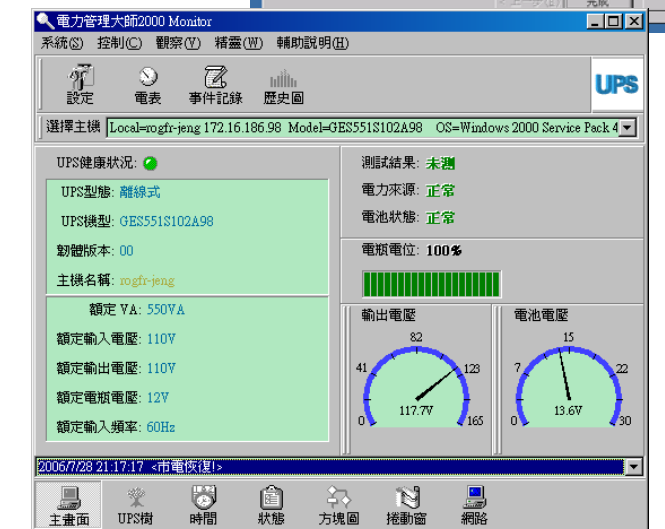 完成
電力管理大師2000 Monitor
系統(S) 控制(C) 觀察(V) 精靈(W) 輔助說明(H)
設定 電表 事件記錄 歷史圖
UPS
選擇主機 Local=rogfr-jeng 172.16.186.98 Model=GES551S102A98 OS=Windows 2000 Service Pack 4
UPS健康狀況:
UPS型態: 離線式
UPS機型: GES551S102A98
韌體版本: 00
主機名稱: rogfr-jeng
額定 VA: 550VA
額定輸入電壓: 110V
額定輸出電壓: 110V
額定電瓶電壓: 12V
額定輸入頻率: 60Hz
測試結果: 未測
電力來源: 正常
電池狀態: 正常
電瓶電位: 100%
輸出電壓
82
41 123
0 117.7V 165
電池電壓
15
7 22
0 13.6V 30
2006/7/28 21:17:17 <市電恢復!>
主畫面 UPS樹 時間 狀態 方塊圖 捲動窗 網路